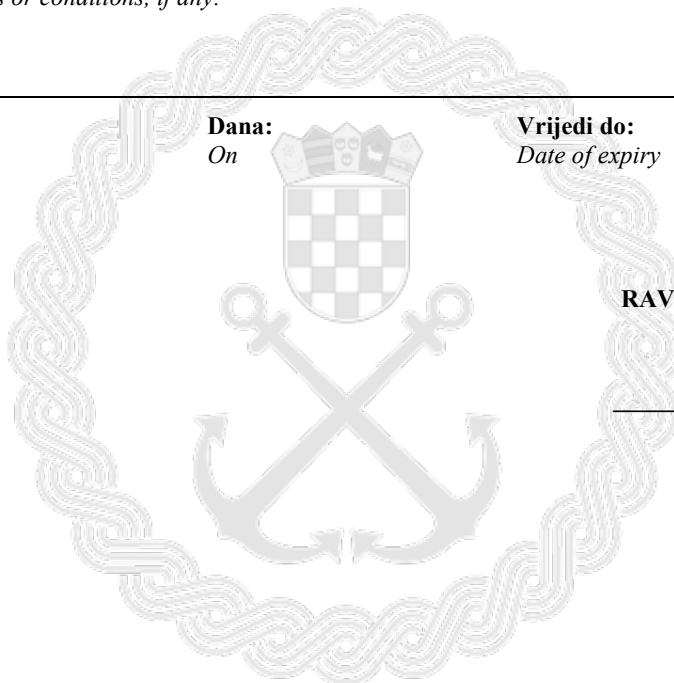 or conditions, if any:
Dana: Vrijedi do:
On Date of expiry
RAV